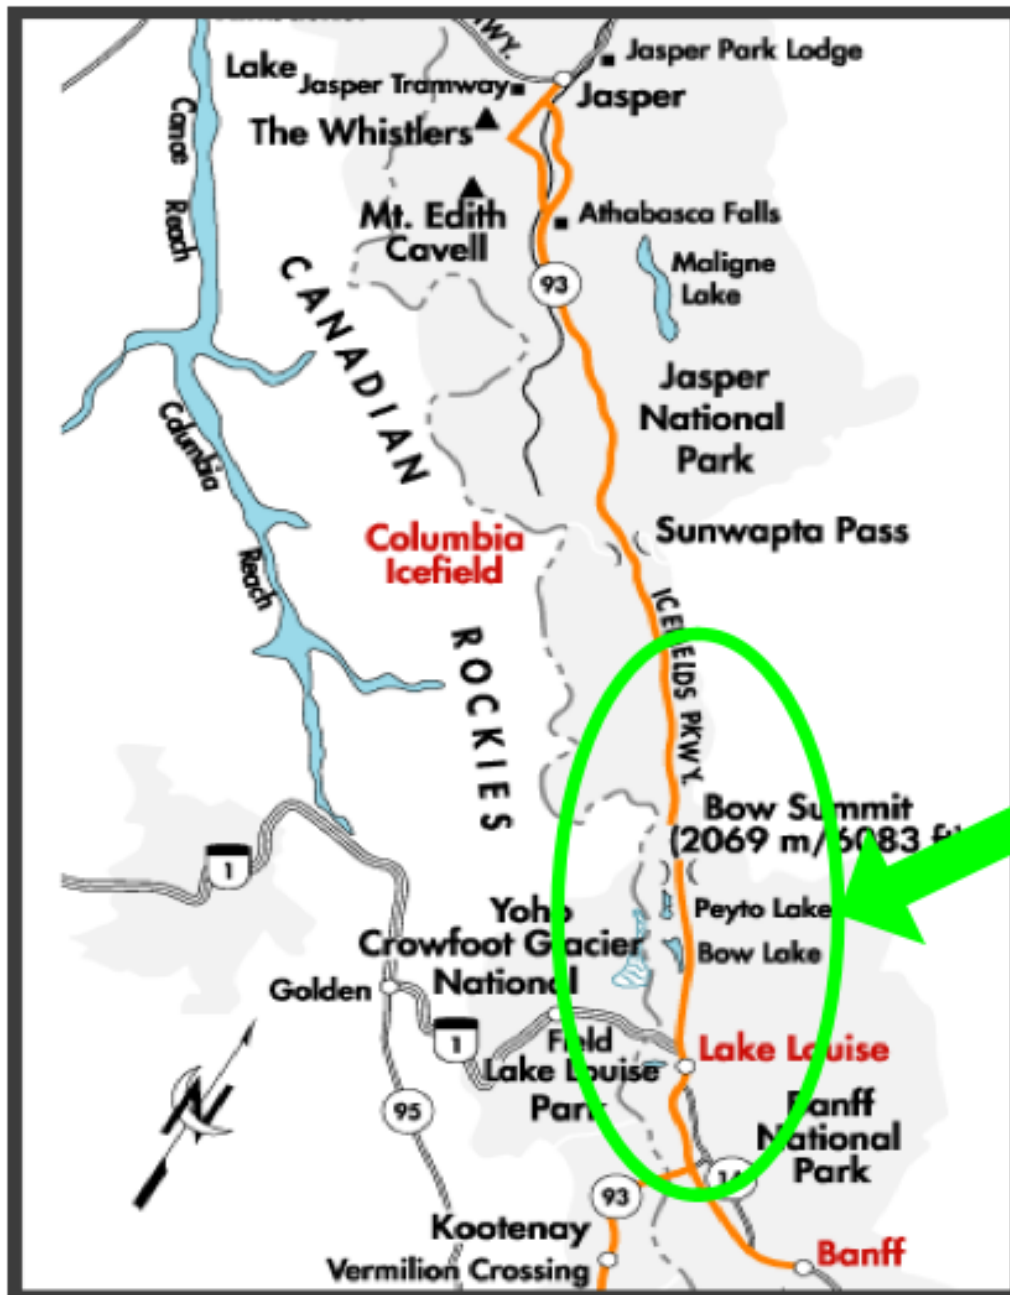 HWY.
Jasper Park Lodge
Lake
Jasper Tramway
Jasper
The Whistlers
Canoe
Reach
Mt. Edith
Cavell
Athabasca Falls
Maligne
Lake
93
CANADIAN
Jasper
National
Park
Columbia
Reach
Sunwapta Pass
Columbia
Icefield
ICEFIELDS PKWY.
ROCKIES
Bow Summit
(2069 m/6083 ft)
1
Peyto Lake
Yoho
Crowfoot Glacier
National
Bow Lake
Golden
1
Field
Lake Louise
Park
Lake Louise
95
N
Banff
National
Park
93
Kootenay
Vermilion Crossing
Banff